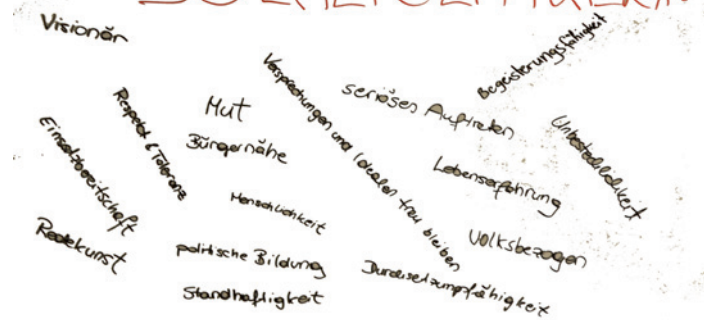 Visionär
Begeisterungsfähigkeit
Versprechungen und Idealen treu bleiben
seriöses Auftreten
Respekt & Toleranz
Mut
Bürgernähe
Einsatzbereitschaft
Unbestechlichkeit
Lebenserfahrung
Menschlichkeit
Redekunst
politische Bildung
Volksbezogen
Durchsetzungsfähigkeit
Standhaftigkeit